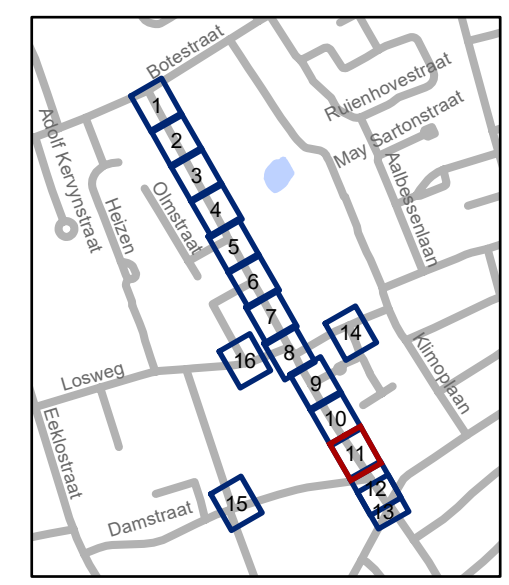 Botestraat
Ruienhovestraat
May Sartonstraat
Aalbessenlaan
Adolf Kervynstraat
Heizen
Olmstraat
Klimoplaan
Losweg
Eeklostraat
Damstraat
1
2
3
4
5
6
7
8
9
10
11
12
13
14
15
16